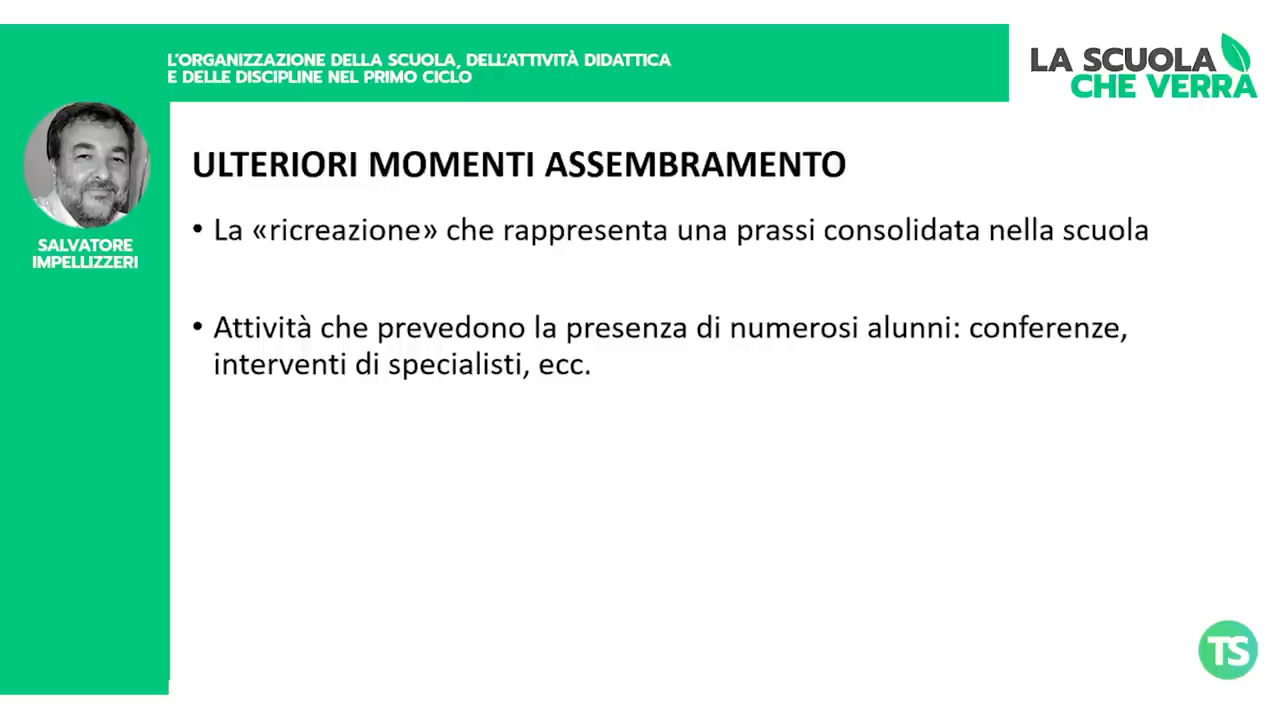 L'ORGANIZZAZIONE DELLA SCUOLA, DELL'ATTIVITÀ DIDATTICA
E DELLE DISCIPLINE NEL PRIMO CICLO
LA SCUOLA
CHE VERRÀ
SALVATORE
IMPELLIZZERI
ULTERIORI MOMENTI ASSEMBRAMENTO
• La «ricreazione» che rappresenta una prassi consolidata nella scuola
• Attività che prevedono la presenza di numerosi alunni: conferenze,
interventi di specialisti, ecc.
TS